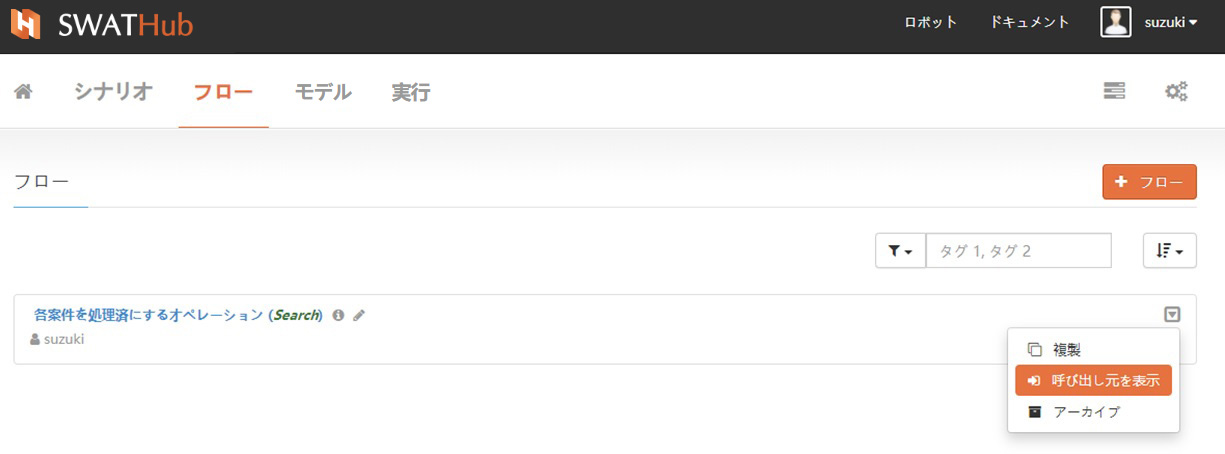 SWATHub ロボット ドキュメント suzuki
シナリオ フロー モデル 実行
フロー
フロー
タグ 1, タグ 2
各案件を処理済にするオペレーション (Search)
suzuki
複製
呼び出し元を表示
アーカイブ